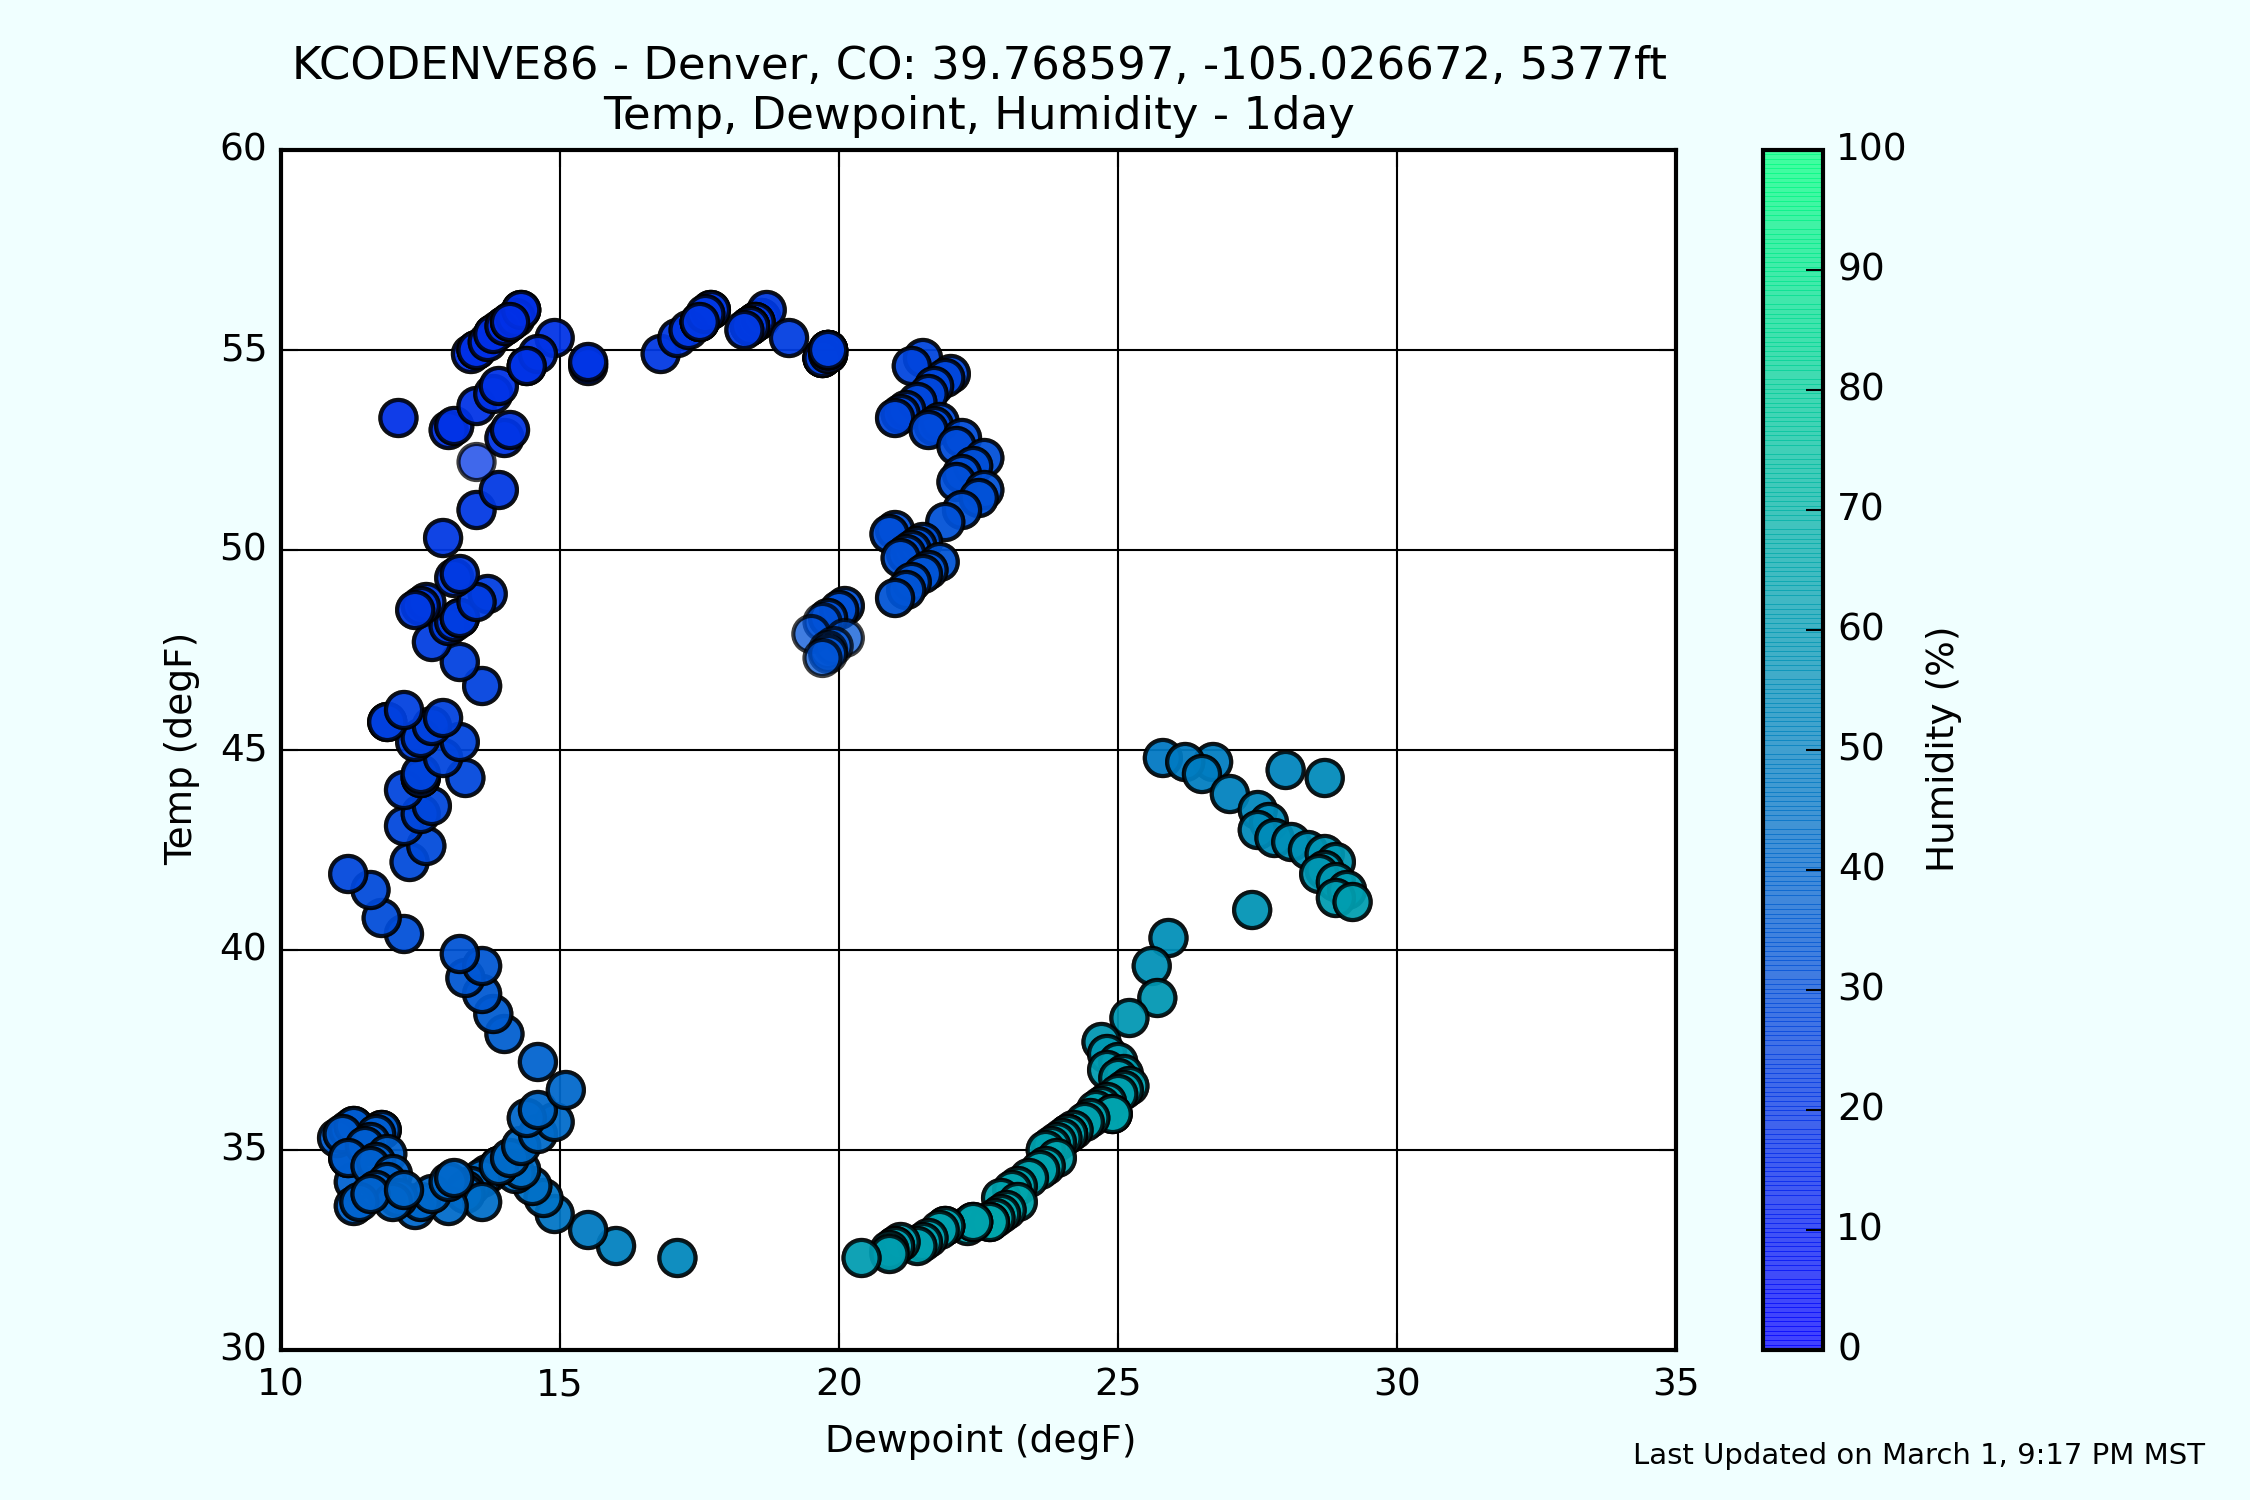 KCODENVE86 - Denver, CO: 39.768597, -105.026672, 5377ft
Temp, Dewpoint, Humidity - 1day
60
55
50
45
40
35
30
Temp (degF)
10 15 20 25 30 35
Dewpoint (degF)
100
90
80
70
60
50
40
30
20
10
0
Humidity (%)
Last Updated on March 1, 9:17 PM MST